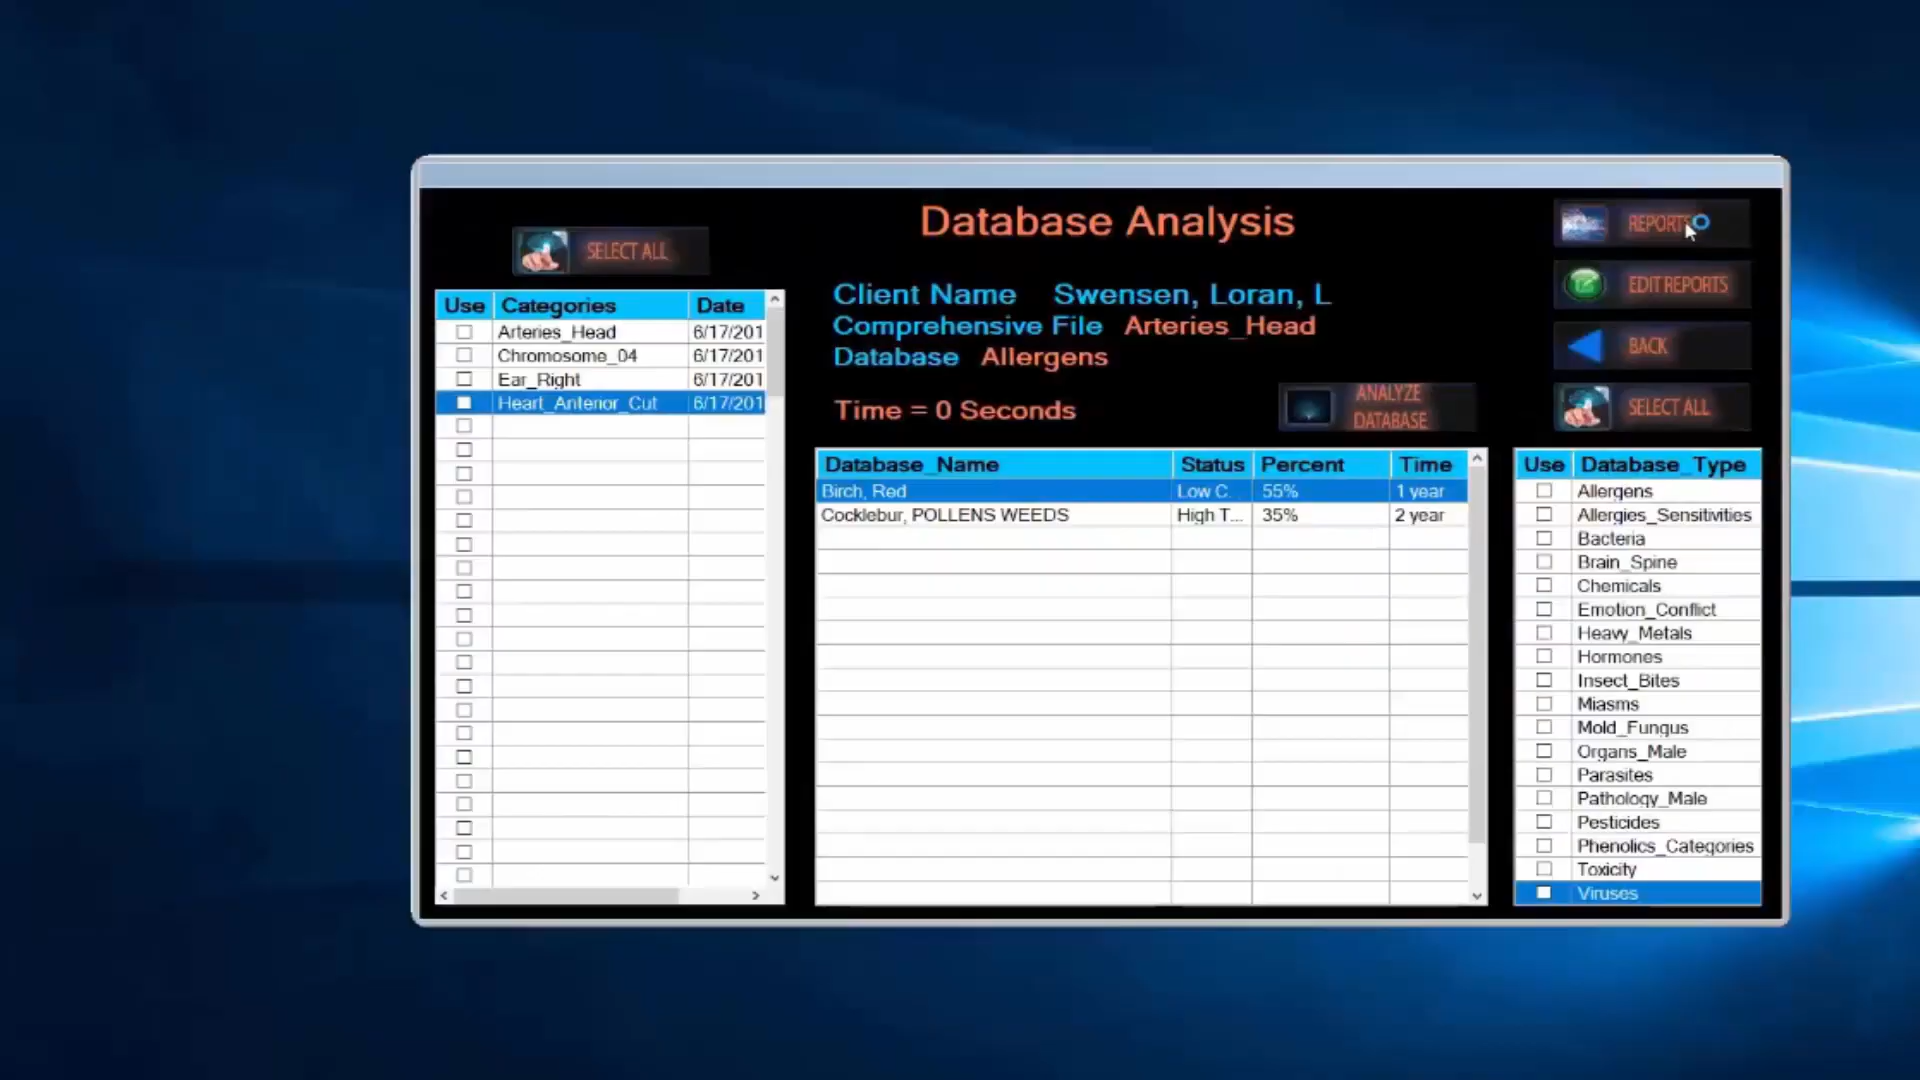 Database Analysis
SELECT ALL
REPORTS
EDIT REPORTS
BACK
SELECT ALL
Client Name Swensen, Loran, L
Comprehensive File Arteries_Head
Database Allergens
Time = 0 Seconds
ANALYZE
DATABASE
Use Categories Date
Arteries_Head 6/17/201
Chromosome_04 6/17/201
Ear_Right 6/17/201
Heart_Anterior_Cut 6/17/201
Database_Name Status Percent Time
Birch, Red Low C. 55% 1 year
Cocklebur, POLLENS WEEDS High T... 35% 2 year
Use Database_Type
Allergens
Allergies_Sensitivities
Bacteria
Brain_Spine
Chemicals
Emotion_Conflict
Heavy_Metals
Hormones
Insect_Bites
Miasms
Mold_Fungus
Organs_Male
Parasites
Pathology_Male
Pesticides
Phenolics_Categories
Toxicity
Viruses